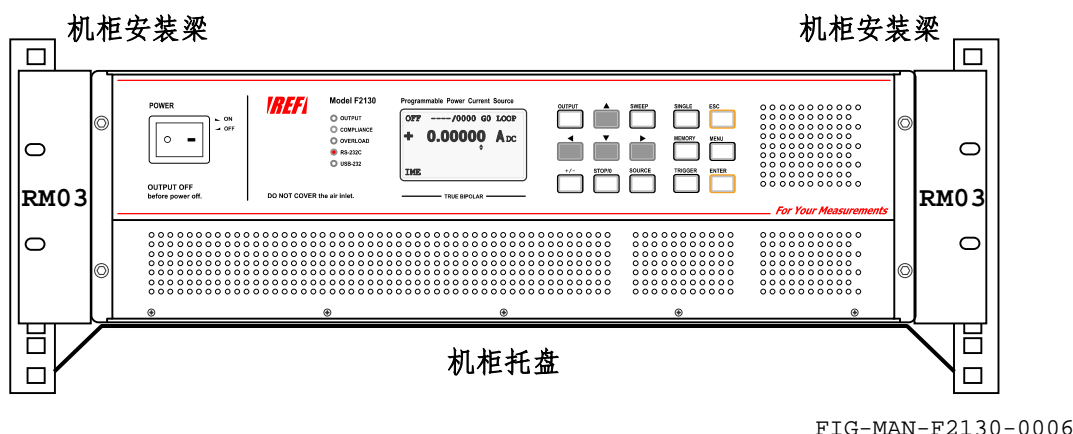 机柜安装梁
机柜安装梁
POWER
ON
OFF
OUTPUT OFF
before power off.
IREFI
Model F2130
OUTPUT
COMPLIANCE
OVERLOAD
RS-232C
USB-232
DO NOT COVER the air inlet.
Programmable Power Current Source
OFF ----/0000 G0 LOOP
+ 0.00000 ADC
IME
TRUE BIPOLAR
OUTPUT
SWEEP
SINGLE
ESC
MEMORY
MENU
+/-
STOP/0
SOURCE
TRIGGER
ENTER
For Your Measurements
RM03
RM03
机柜托盘
FIG-MAN-F2130-0006